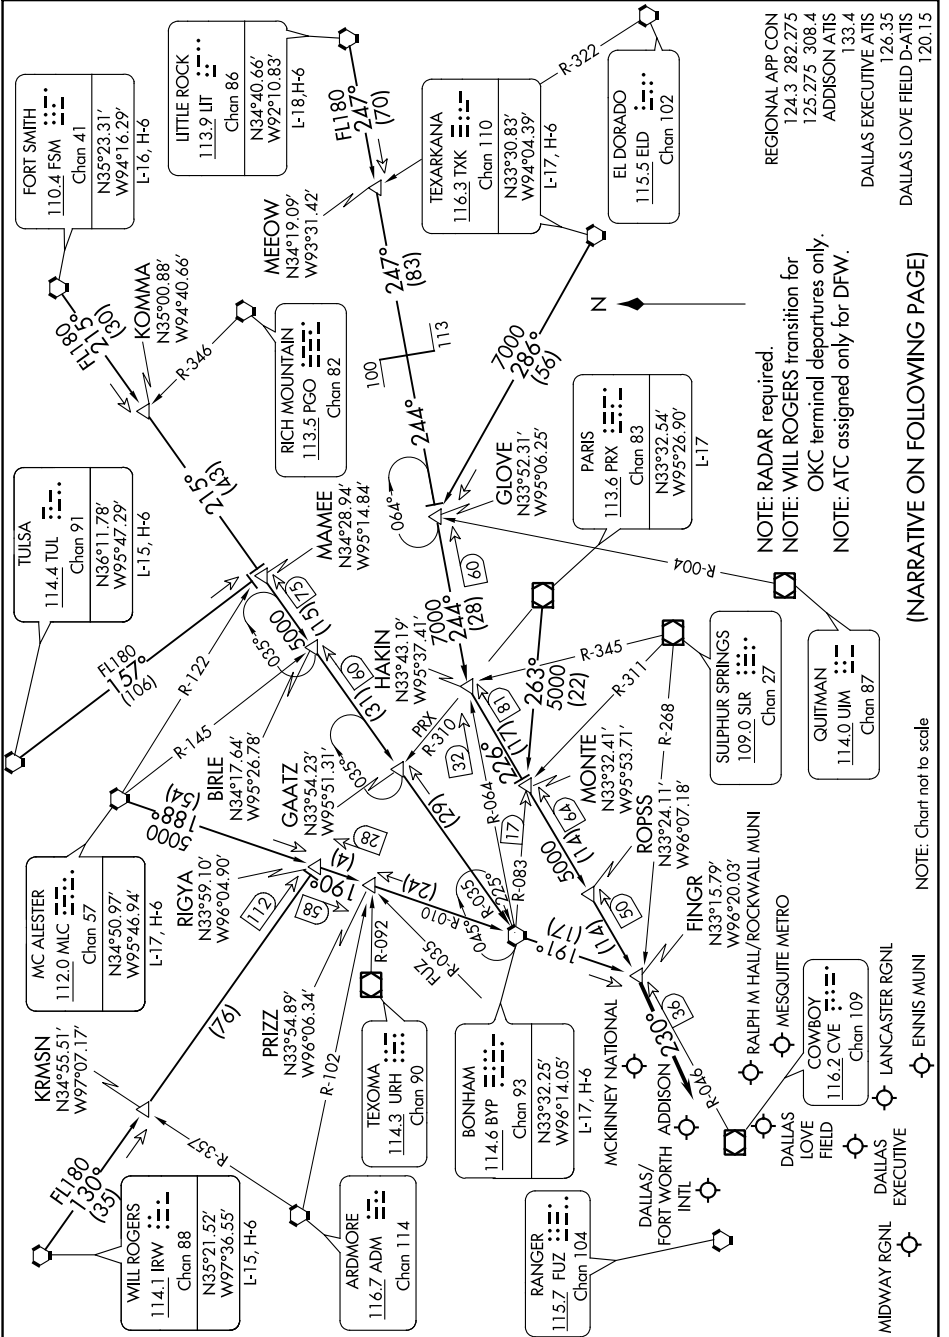 REGIONAL APP CON
124.3 282.275
125.275 308.4
ADDISON ATIS
133.4
DALLAS EXECUTIVE ATIS
126.35
DALLAS LOVE FIELD D-ATIS
120.15
FORT SMITH
110.4 FSM
Chan 41
N35°23.31'
W94°16.29'
L-16, H-6
LITTLE ROCK
113.9 LIT
Chan 86
N34°40.66'
W92°10.83'
L-18,H-6
FL180
247°
(70)
MEEOW
N34°19.09'
W93°31.42'
R-322
TEXARKANA
116.3 TXK
Chan 110
N33°30.83'
W94°04.39'
L-17, H-6
EL DORADO
115.5 ELD
Chan 102
FL180
215°
(30)
KOMMA
N35°00.88'
W94°40.66'
R-346
RICH MOUNTAIN
113.5 PGO
Chan 82
247°
(83)
100
113
244°
7000
286°
(56)
N
TULSA
114.4 TUL
Chan 91
N36°11.78'
W95°47.29'
L-15, H-6
215°
(43)
MAMEE
N34°28.94'
W95°14.84'
064°
GLOVE
N33°52.31'
W95°06.25'
PARIS
113.6 PRX
Chan 83
N33°32.54'
W95°26.90'
L-17
FL180
157°
(106)
R-122
R-145
035°
5000
(15)
75
60
(31)
BIRLE
N34°17.64'
W95°26.78'
HAKIN
N33°43.19'
W95°37.41'
7000
244°
(28)
60
R-004
263°
5000
(22)
R-345
R-311
R-268
SULPHUR SPRINGS
109.0 SLR
Chan 27
QUITMAN
114.0 UIM
Chan 87
NOTE: RADAR required.
NOTE: WILL ROGERS transition for
OKC terminal departures only.
NOTE: ATC assigned only for DFW.
MC ALESTER
112.0 MLC
Chan 57
N34°50.97'
W95°46.94'
L-17, H-6
5000
188°
(54)
RIGYA
N33°59.10'
W96°04.90'
GAATZ
N33°54.23'
W95°51.31'
035°
PRX
R-310
32
81
226°
(17)
MONTE
N33°32.41'
W95°53.71'
112
190°
(4)
28
58
(29)
R-064
17
R-083
(14)
64
5000
ROPSS
N33°24.11'
W96°07.18'
50
(14)
KRMSN
N34°55.51'
W97°07.17'
(76)
PRIZZ
N33°54.89'
W96°06.34'
R-092
R-102
(24)
R-010
045°
R-035
225°
FUZ
R-035
191°
(17)
FINGR
N33°15.79'
W96°20.03'
FL180
130°
(35)
R-357
WILL ROGERS
114.1 IRW
Chan 88
N35°21.52'
W97°36.55'
L-15, H-6
ARDMORE
116.7 ADM
Chan 114
TEXOMA
114.3 URH
Chan 90
BONHAM
114.6 BYP
Chan 93
N33°32.25'
W96°14.05'
L-17, H-6
RANGER
115.7 FUZ
Chan 104
230°
36
R-046
COWBOY
116.2 CVE
Chan 109
MCKINNEY NATIONAL
ADDISON
DALLAS/
FORT WORTH
INTL
RALPH M HALL/ROCKWALL MUNI
MESQUITE METRO
DALLAS
LOVE
FIELD
LANCASTER RGNL
DALLAS
EXECUTIVE
ENNIS MUNI
MIDWAY RGNL
NOTE: Chart not to scale
(NARRATIVE ON FOLLOWING PAGE)